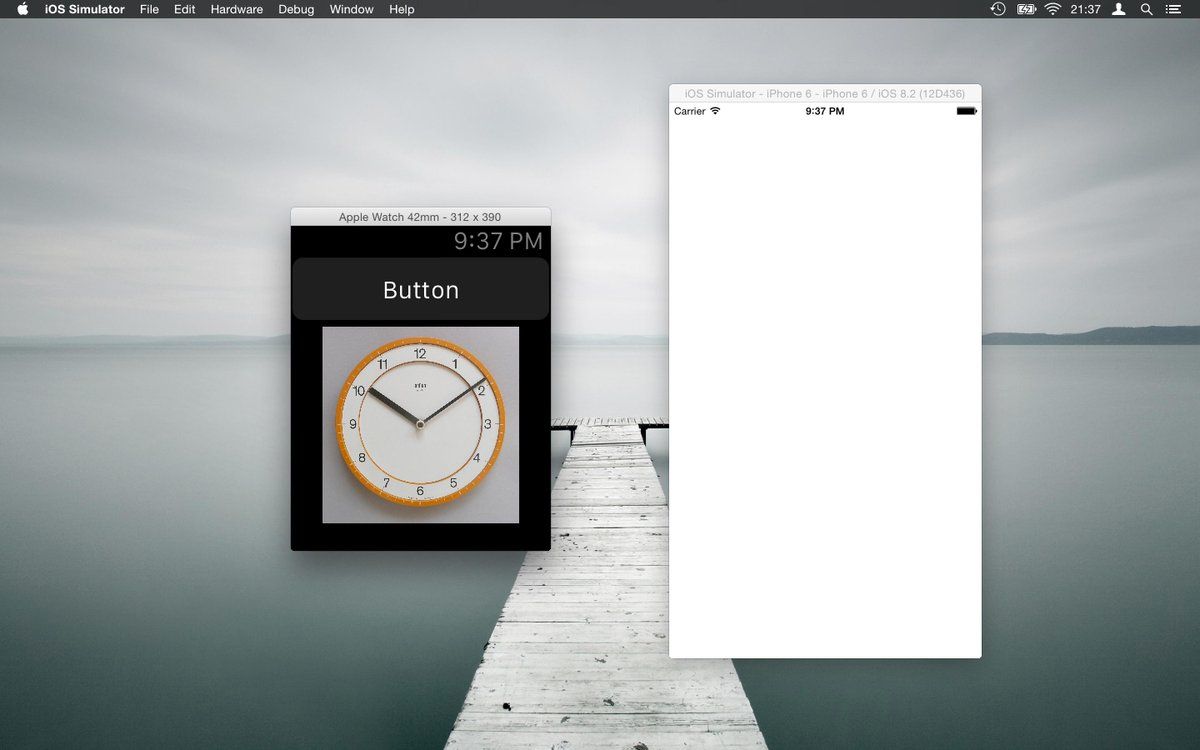 iOS Simulator File Edit Hardware Debug Window Help 21:37
Apple Watch 42mm - 312 x 390
9:37 PM
Button
12
11 1
10 2
9 3
8 4
7 5
6
iOS Simulator - iPhone 6 - iPhone 6 / iOS 8.2 (12D436)
Carrier 9:37 PM